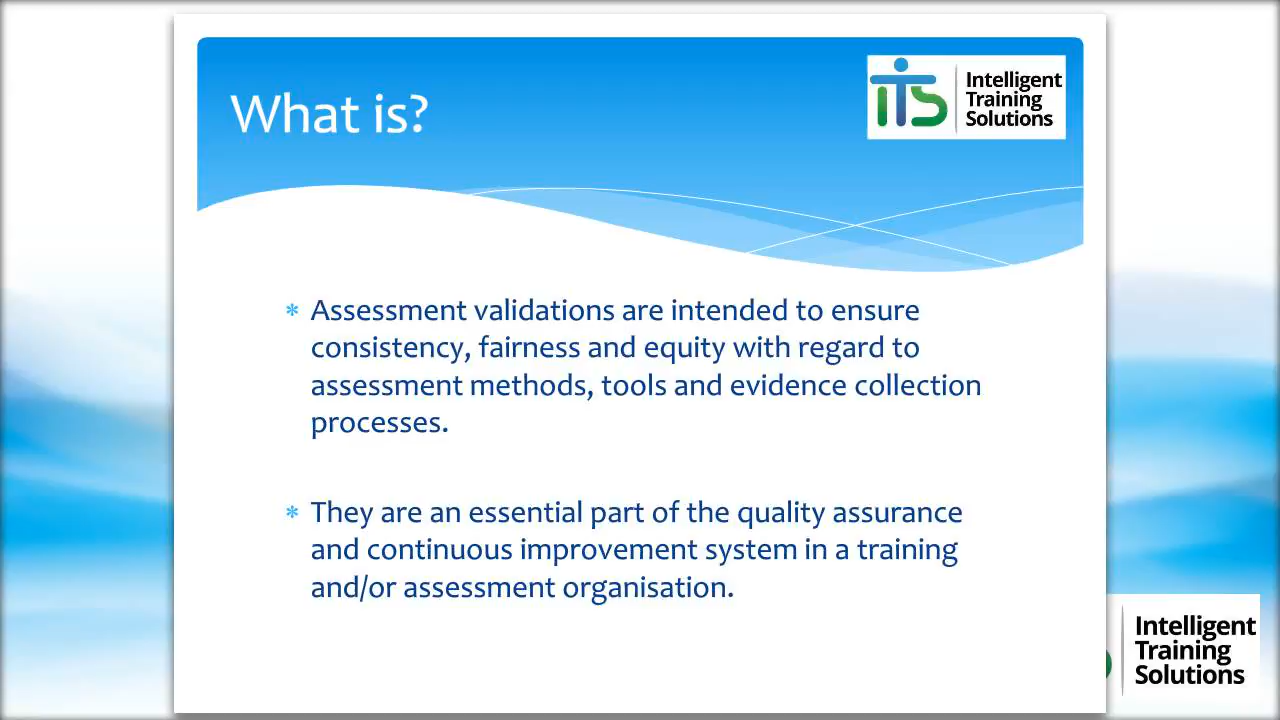 What is?
iTS
Intelligent
Training
Solutions
* Assessment validations are intended to ensure
consistency, fairness and equity with regard to
assessment methods, tools and evidence collection
processes.
* They are an essential part of the quality assurance
and continuous improvement system in a training
and/or assessment organisation.
Intelligent
Training
Solutions